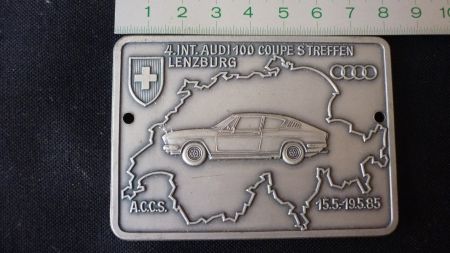 1 2 3 4 5 6 7 8 9 10
4.INT. AUDI 100 COUPE S TREFFEN
LENZBURG
A.C.C.S.
15.5.-19.5.85